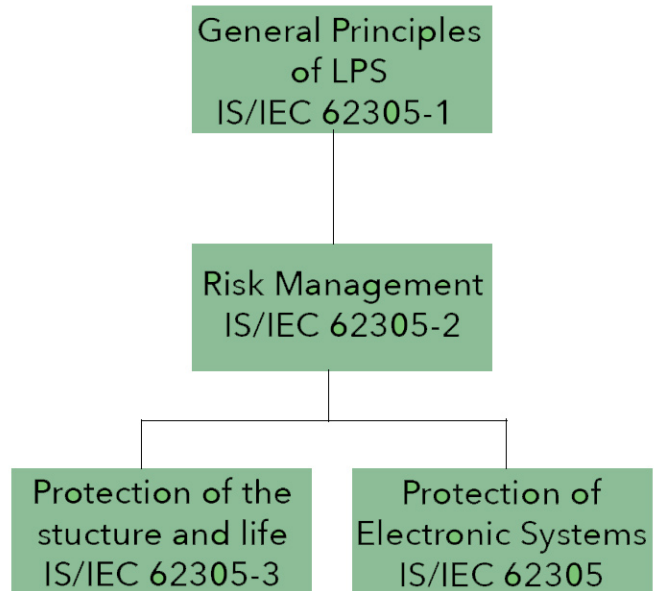 General Principles
of LPS
IS/IEC 62305-1
Risk Management
IS/IEC 62305-2
Protection of the
stucture and life
IS/IEC 62305-3
Protection of
Electronic Systems
IS/IEC 62305